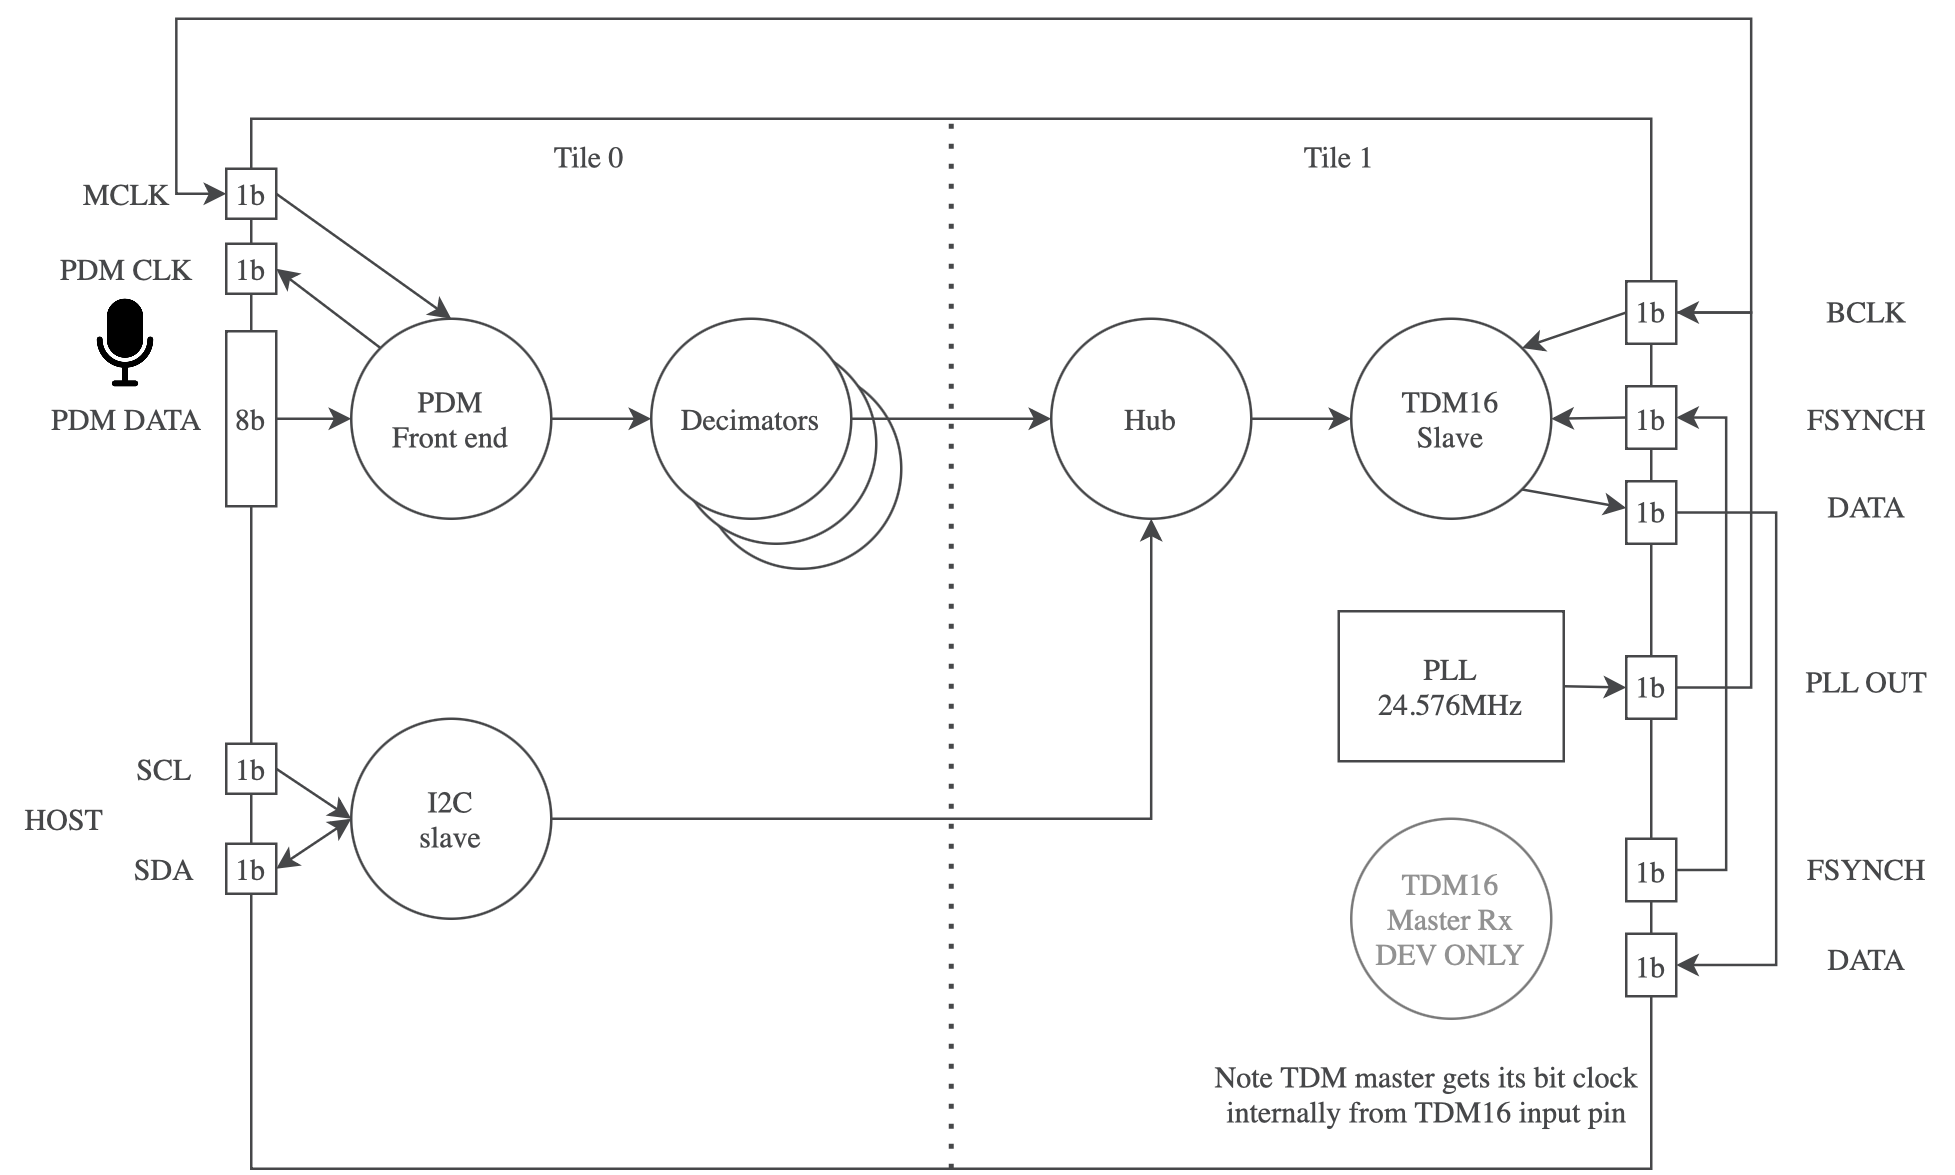 Tile 0
Tile 1
MCLK
1b
PDM CLK
1b
PDM DATA
8b
PDM
Front end
Decimators
Hub
TDM16
Slave
1b
BCLK
1b
FSYNCH
1b
DATA
PLL
24.576MHz
1b
PLL OUT
SCL
1b
HOST
SDA
1b
I2C
slave
TDM16
Master Rx
DEV ONLY
1b
FSYNCH
1b
DATA
Note TDM master gets its bit clock
internally from TDM16 input pin